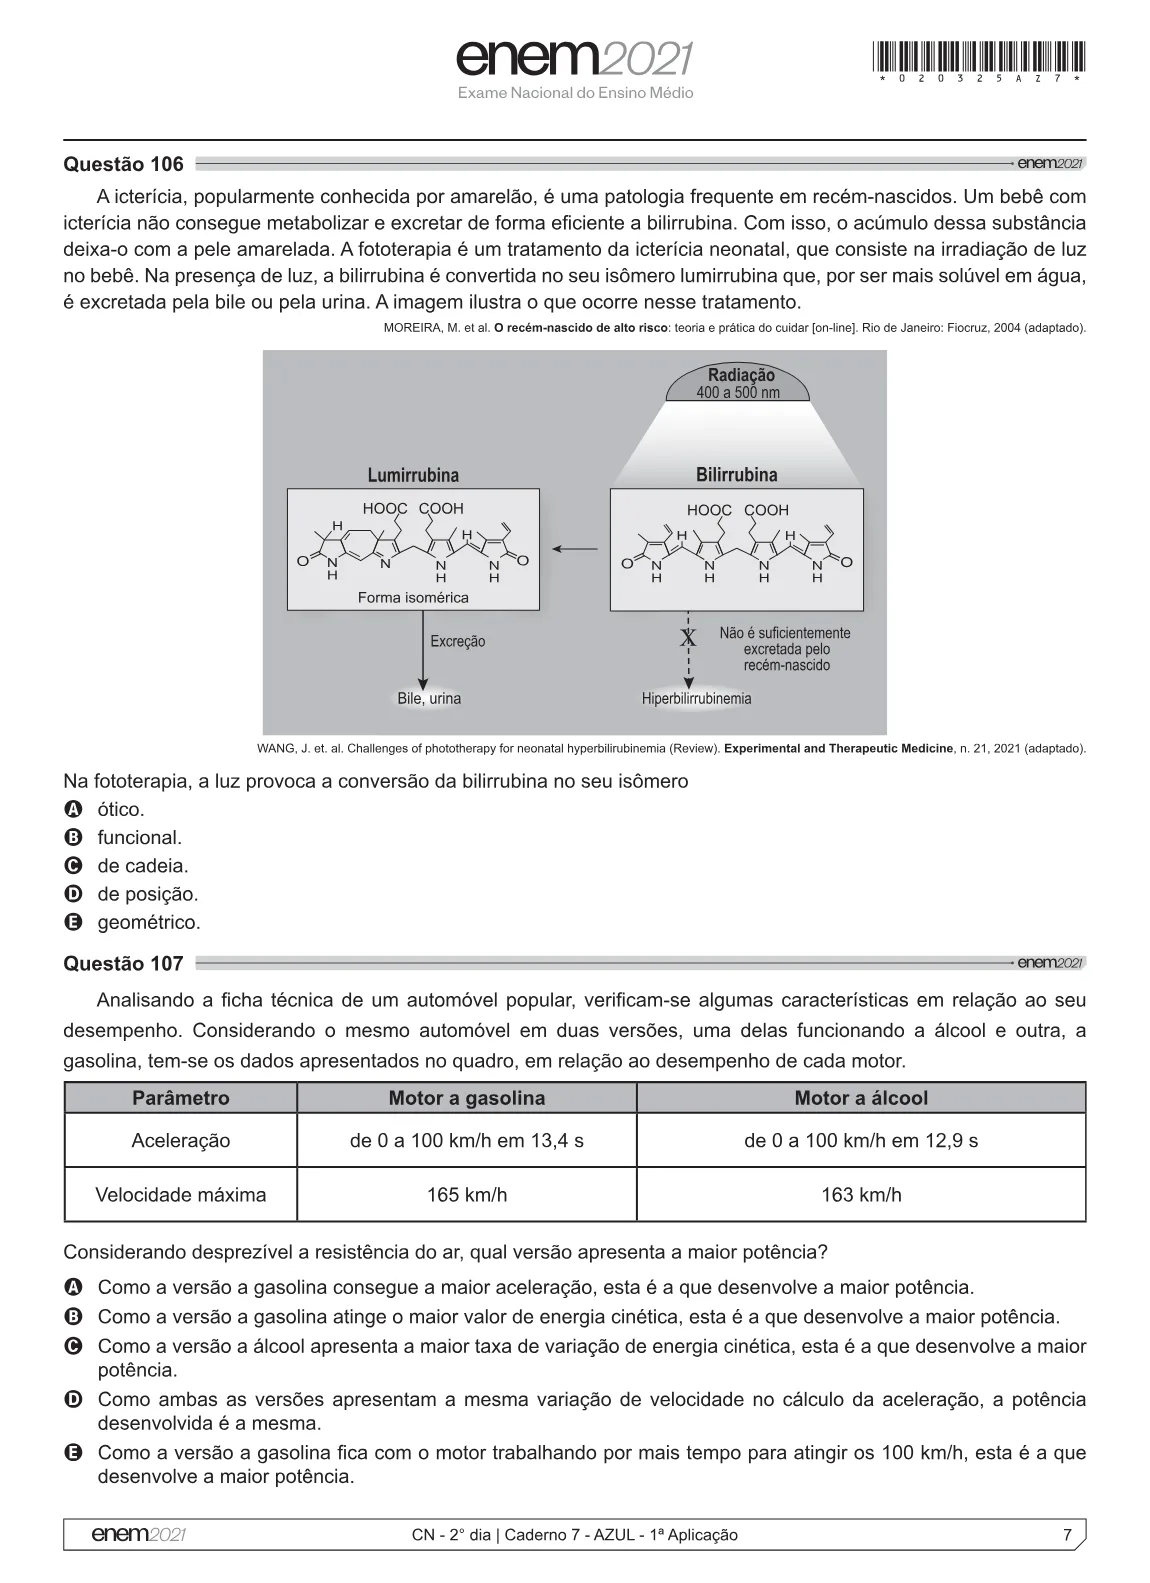 enem2021
Exame Nacional do Ensino Médio
*020325AZ7*
Questão 106 enem2021
A icterícia, popularmente conhecida por amarelão, é uma patologia frequente em recém-nascidos. Um bebê com
icterícia não consegue metabolizar e excretar de forma eficiente a bilirrubina. Com isso, o acúmulo dessa substância
deixa-o com a pele amarelada. A fototerapia é um tratamento da icterícia neonatal, que consiste na irradiação de luz
no bebê. Na presença de luz, a bilirrubina é convertida no seu isômero lumirrubina que, por ser mais solúvel em água,
é excretada pela bile ou pela urina. A imagem ilustra o que ocorre nesse tratamento.
MOREIRA, M. et al. O recém-nascido de alto risco: teoria e prática do cuidar [on-line]. Rio de Janeiro: Fiocruz, 2004 (adaptado).
Radiação
400 a 500 nm
Lumirrubina
Bilirrubina
HOOC COOH
H H
O N N N N O
H H H
Forma isomérica
HOOC COOH
H H
O N N N N O
H H H H
Excreção
X
Não é suficientemente
excretada pelo
recém-nascido
Bile, urina
Hiperbilirrubinemia
WANG, J. et. al. Challenges of phototherapy for neonatal hyperbilirubinemia (Review). Experimental and Therapeutic Medicine, n. 21, 2021 (adaptado).
Na fototerapia, a luz provoca a conversão da bilirrubina no seu isômero
A ótico.
B funcional.
C de cadeia.
D de posição.
E geométrico.
Questão 107 enem2021
Analisando a ficha técnica de um automóvel popular, verificam-se algumas características em relação ao seu
desempenho. Considerando o mesmo automóvel em duas versões, uma delas funcionando a álcool e outra, a
gasolina, tem-se os dados apresentados no quadro, em relação ao desempenho de cada motor.
Parâmetro Motor a gasolina Motor a álcool
Aceleração de 0 a 100 km/h em 13,4 s de 0 a 100 km/h em 12,9 s
Velocidade máxima 165 km/h 163 km/h
Considerando desprezível a resistência do ar, qual versão apresenta a maior potência?
A Como a versão a gasolina consegue a maior aceleração, esta é a que desenvolve a maior potência.
B Como a versão a gasolina atinge o maior valor de energia cinética, esta é a que desenvolve a maior potência.
C Como a versão a álcool apresenta a maior taxa de variação de energia cinética, esta é a que desenvolve a maior
potência.
D Como ambas as versões apresentam a mesma variação de velocidade no cálculo da aceleração, a potência
desenvolvida é a mesma.
E Como a versão a gasolina fica com o motor trabalhando por mais tempo para atingir os 100 km/h, esta é a que
desenvolve a maior potência.
enem2021 CN - 2° dia | Caderno 7 - AZUL - 1ª Aplicação 7